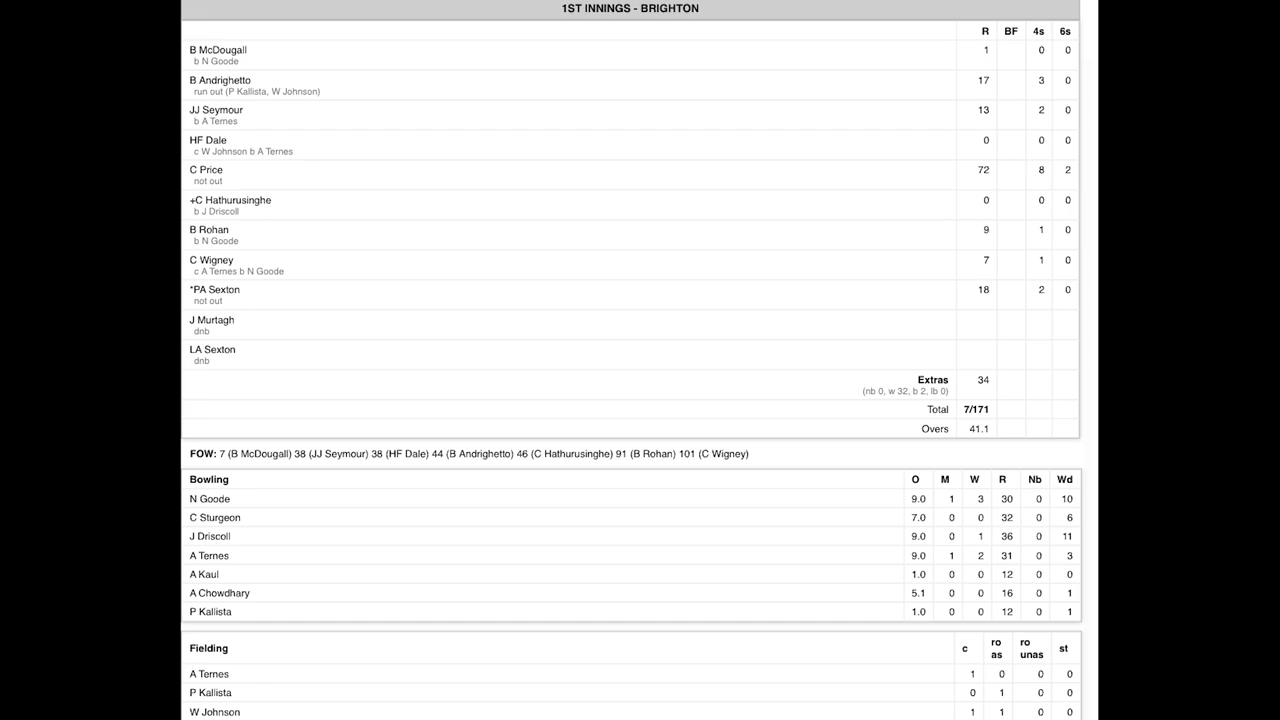 1ST INNINGS - BRIGHTON
R BF 4s 6s
B McDougall 1 0 0
b N Goode
B Andrighetto 17 3 0
run out (P Kallista, W Johnson)
JJ Seymour 13 2 0
b A Ternes
HF Dale 0 0 0
c W Johnson b A Ternes
C Price 72 8 2
not out
+C Hathurusinghe 0 0 0
b J Driscoll
B Rohan 9 1 0
b N Goode
C Wigney 7 1 0
c A Ternes b N Goode
*PA Sexton 18 2 0
not out
J Murtagh
dnb
LA Sexton
dnb
Extras 34
(nb 0, w 32, b 2, lb 0)
Total 7/171
Overs 41.1
FOW: 7 (B McDougall) 38 (JJ Seymour) 38 (HF Dale) 44 (B Andrighetto) 46 (C Hathurusinghe) 91 (B Rohan) 101 (C Wigney)
Bowling O M W R Nb Wd
N Goode 9.0 1 3 30 0 10
C Sturgeon 7.0 0 0 32 0 6
J Driscoll 9.0 0 1 36 0 11
A Ternes 9.0 1 2 31 0 3
A Kaul 1.0 0 0 12 0 0
A Chowdhary 5.1 0 0 16 0 1
P Kallista 1.0 0 0 12 0 1
Fielding c ro as ro unas st
A Ternes 1 0 0 0
P Kallista 0 1 0 0
W Johnson 1 1 0 0